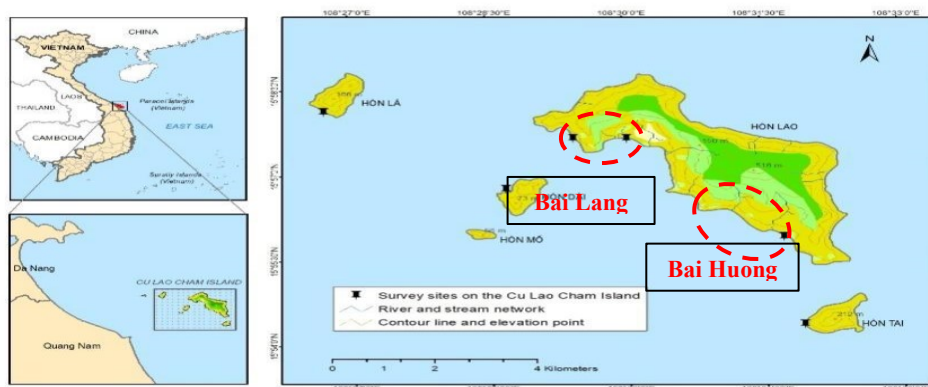 CHINA
VIETNAM
LAOS
THAILAND
Paracel Islands
(Vietnam)
EAST SEA
CAMBODIA
Spratly Islands
(Vietnam)
Da Nang
CU LAO CHAM ISLAND
Quang Nam
108°27'0"E
108°28'30"E
108°30'0"E
108°31'30"E
108°33'0"E
N
HÒN LÁ
HÒN LAO
Bai Lang
HÒN MỒ
Bai Huong
HÒN TAI
Survey sites on the Cu Lao Cham Island
River and stream network
Contour line and elevation point
0 1 2 4 Kilometers